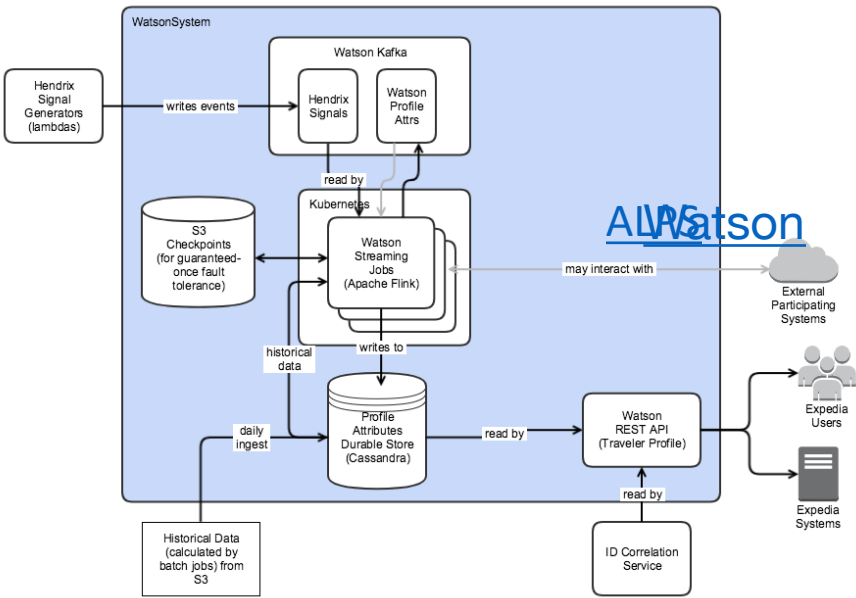 WatsonSystem
Watson Kafka
Hendrix
Signal
Generators
(lambdas)
writes events
Hendrix
Signals
Watson
Profile
Attrs
read by
Kubernetes
S3
Checkpoints
(for guaranteed-
once fault
tolerance)
Watson
Streaming
Jobs
(Apache Flink)
Watson
may interact with
External
Participating
Systems
historical
data
writes to
Profile
Attributes
Durable Store
(Cassandra)
daily
ingest
read by
Watson
REST API
(Traveler Profile)
Expedia
Users
Expedia
Systems
read by
Historical Data
(calculated by
batch jobs) from
S3
ID Correlation
Service